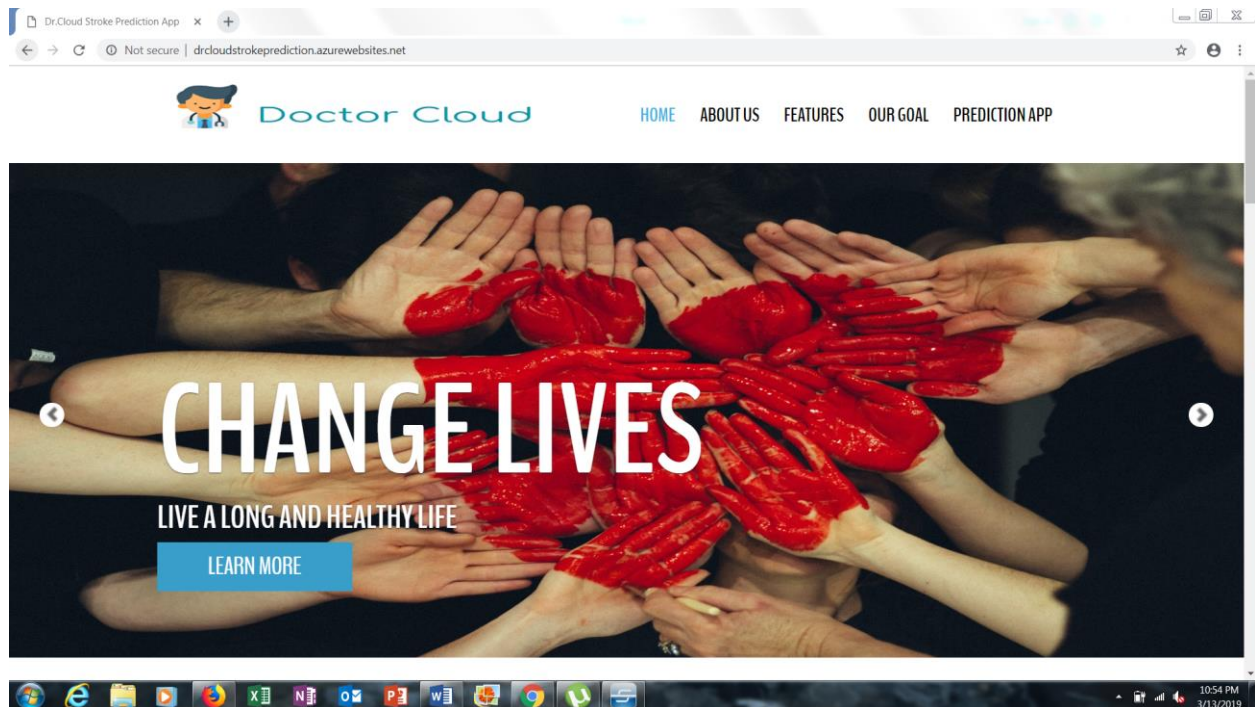 Dr.Cloud Stroke Prediction App
Not secure | drcloudstrokeprediction.azurewebsites.net
Doctor Cloud
HOME ABOUT US FEATURES OUR GOAL PREDICTION APP
CHANGE LIVES
LIVE A LONG AND HEALTHY LIFE
LEARN MORE
10:54 PM
3/13/2019